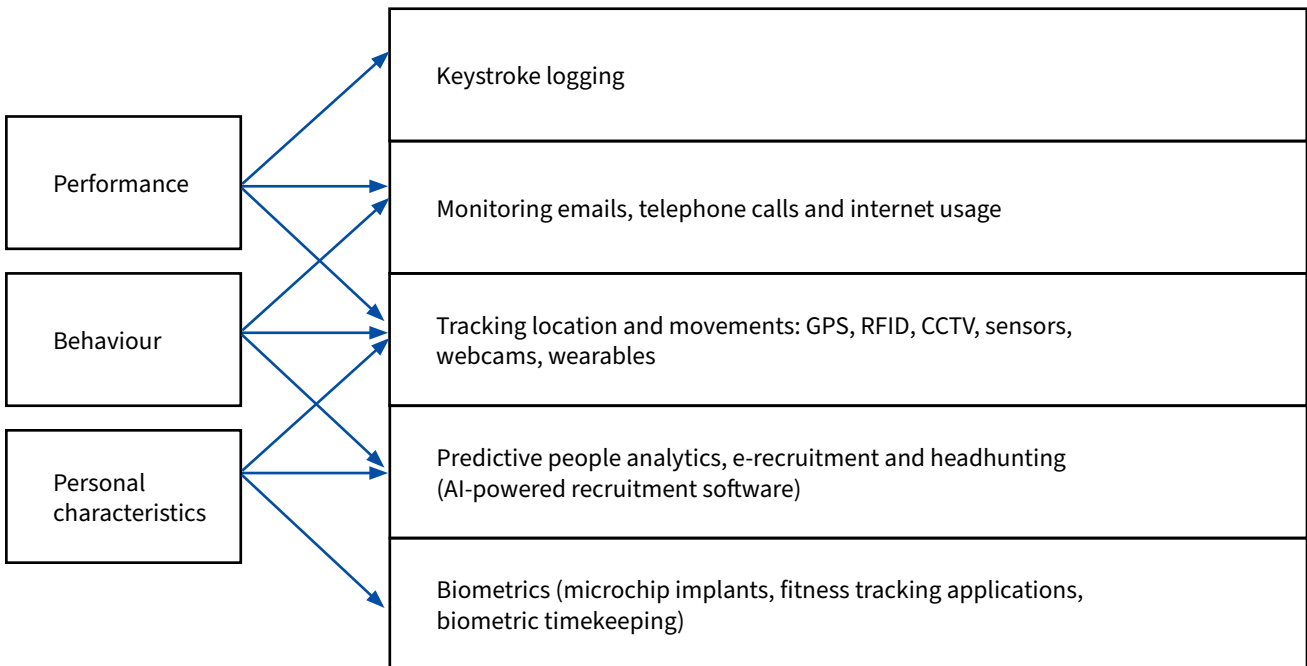 Performance
Behaviour
Personal
characteristics
Keystroke logging
Monitoring emails, telephone calls and internet usage
Tracking location and movements: GPS, RFID, CCTV, sensors,
webcams, wearables
Predictive people analytics, e-recruitment and headhunting
(AI-powered recruitment software)
Biometrics (microchip implants, fitness tracking applications,
biometric timekeeping)